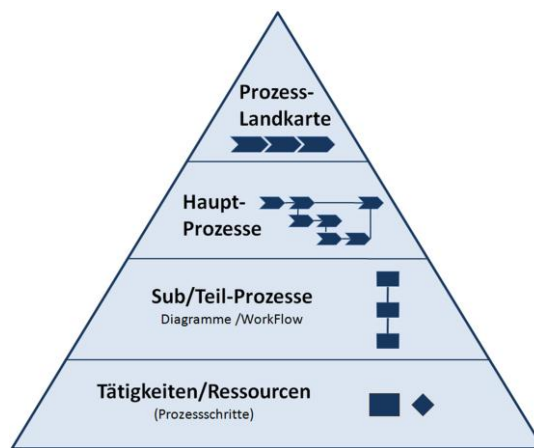 Prozess-
Landkarte
Haupt-
Prozesse
Sub/Teil-Prozesse
Diagramme /WorkFlow
Tätigkeiten/Ressourcen
(Prozessschritte)